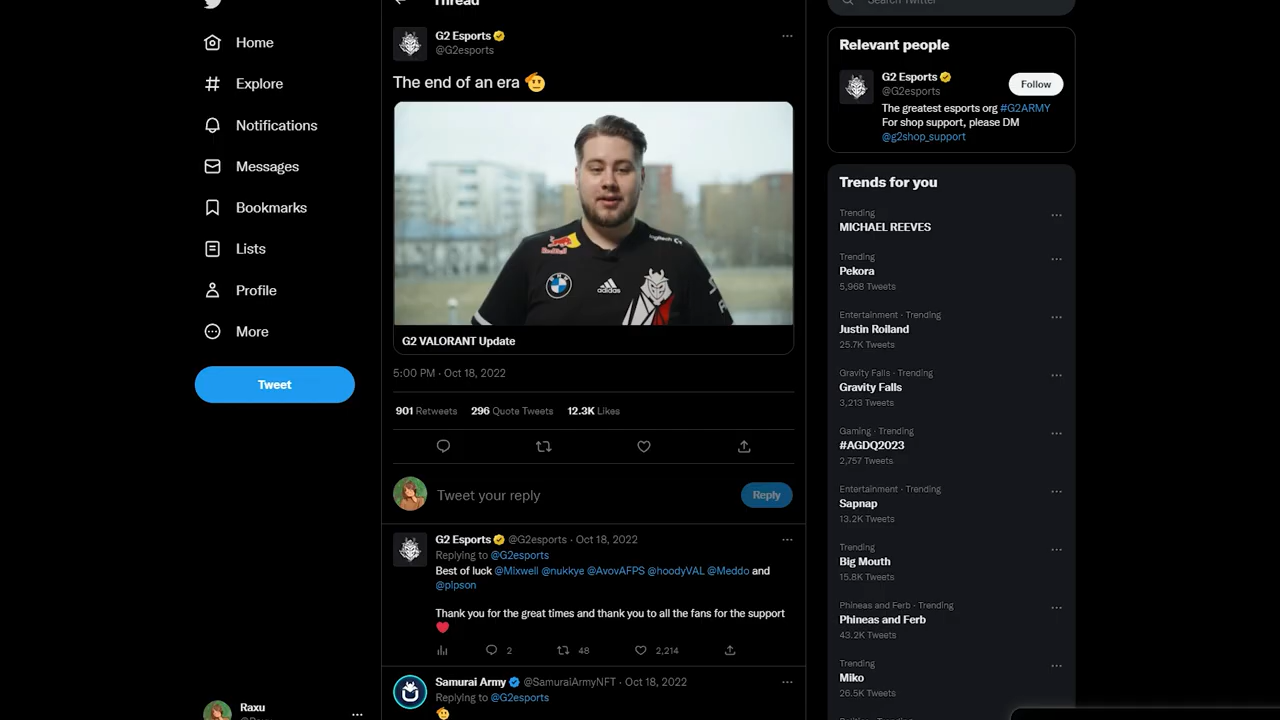 Thread
Search Twitter
Home
Explore
Notifications
Messages
Bookmarks
Lists
Profile
More
Tweet
Raxu
G2 Esports
@G2esports
The end of an era
Red Bull
logitech G
adidas
G2 VALORANT Update
5:00 PM · Oct 18, 2022
901 Retweets 296 Quote Tweets 12.3K Likes
Tweet your reply
Reply
G2 Esports @G2esports · Oct 18, 2022
Replying to @G2esports
Best of luck @Mixwell @nukkye @AvovAFPS @hoodyVAL @Meddo and
@plpson
Thank you for the great times and thank you to all the fans for the support
2 48 2,214
Samurai Army @SamuraiArmyNFT · Oct 18, 2022
Replying to @G2esports
Relevant people
G2 Esports
@G2esports
Follow
The greatest esports org #G2ARMY
For shop support, please DM
@g2shop_support
Trends for you
Trending
MICHAEL REEVES
Trending
Pekora
5,968 Tweets
Entertainment · Trending
Justin Roiland
25.7K Tweets
Gravity Falls · Trending
Gravity Falls
3,213 Tweets
Gaming · Trending
#AGDQ2023
2,757 Tweets
Entertainment · Trending
Sapnap
13.2K Tweets
Trending
Big Mouth
15.8K Tweets
Phineas and Ferb · Trending
Phineas and Ferb
43.2K Tweets
Trending
Miko
26.5K Tweets